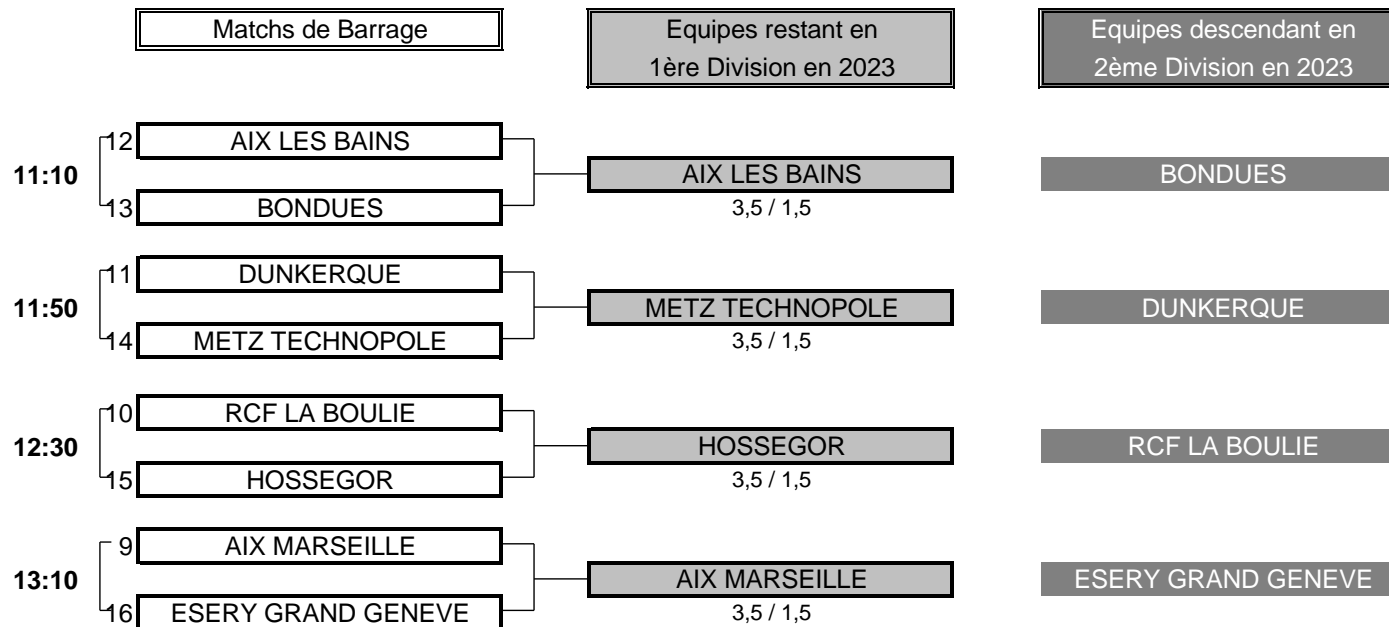 Matchs de Barrage
Equipes restant en
1ère Division en 2023
Equipes descendant en
2ème Division en 2023
12 AIX LES BAINS
11:10 AIX LES BAINS BONDUES
13 BONDUES 3,5 / 1,5
11 DUNKERQUE
11:50 METZ TECHNOPOLE DUNKERQUE
14 METZ TECHNOPOLE 3,5 / 1,5
10 RCF LA BOULIE
12:30 HOSSEGOR RCF LA BOULIE
15 HOSSEGOR 3,5 / 1,5
9 AIX MARSEILLE
13:10 AIX MARSEILLE ESERY GRAND GENEVE
16 ESERY GRAND GENEVE 3,5 / 1,5